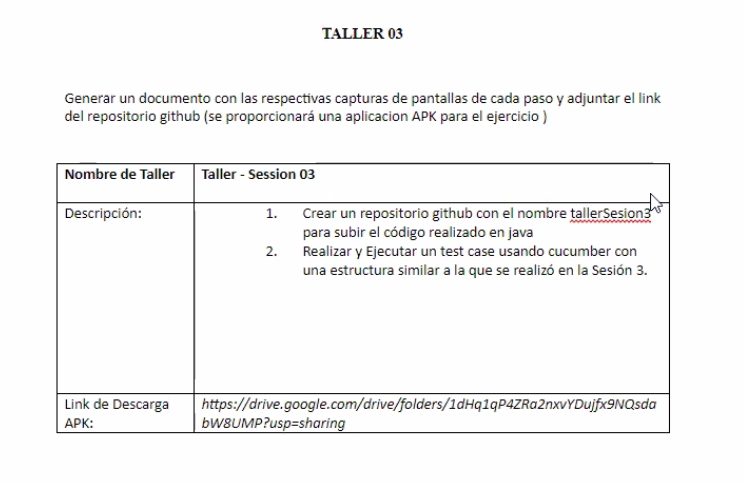 TALLER 03
Generar un documento con las respectivas capturas de pantallas de cada paso y adjuntar el link
del repositorio github (se proporcionará una aplicacion APK para el ejercicio )
Nombre de Taller
Taller - Session 03
Descripción:
1. Crear un repositorio github con el nombre tallerSesion3
para subir el código realizado en java
2. Realizar y Ejecutar un test case usando cucumber con
una estructura similar a la que se realizó en la Sesión 3.
Link de Descarga
APK:
https://drive.google.com/drive/folders/1dHq1qP4ZRa2nxvYDujfx9NQsda
bW8UMP?usp=sharing